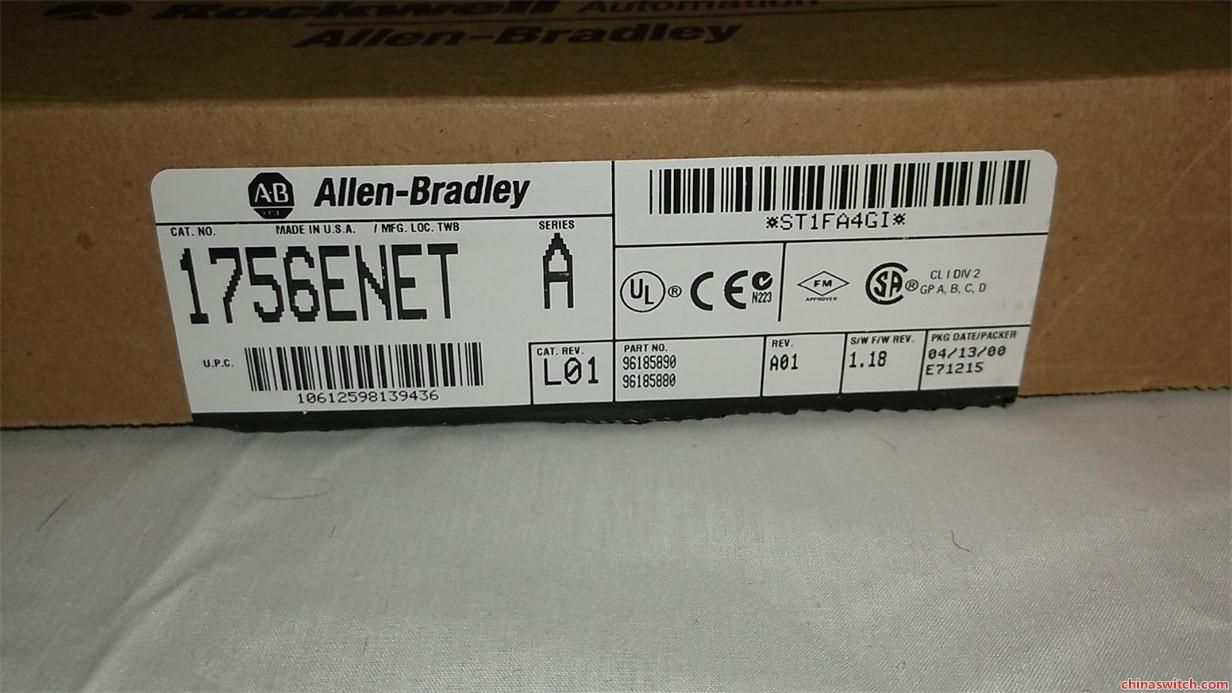 Rockwell Automation
Allen-Bradley
A-B Allen-Bradley
CAT. NO. MADE IN U.S.A. / MFG. LOC. TWB SERIES
1756ENET A
U.P.C.
10612598139436
CAT. REV.
L01
*ST1FA4GI*
UL ® CE N223
FM
APPROVED
SA ® CL I DIV 2
GP A, B, C, D
PART NO.
96185890
96185880
REV.
A01
S/W F/W REV.
1.18
PKG DATE/PACKER
04/13/00
E71215
chinaswitch.com